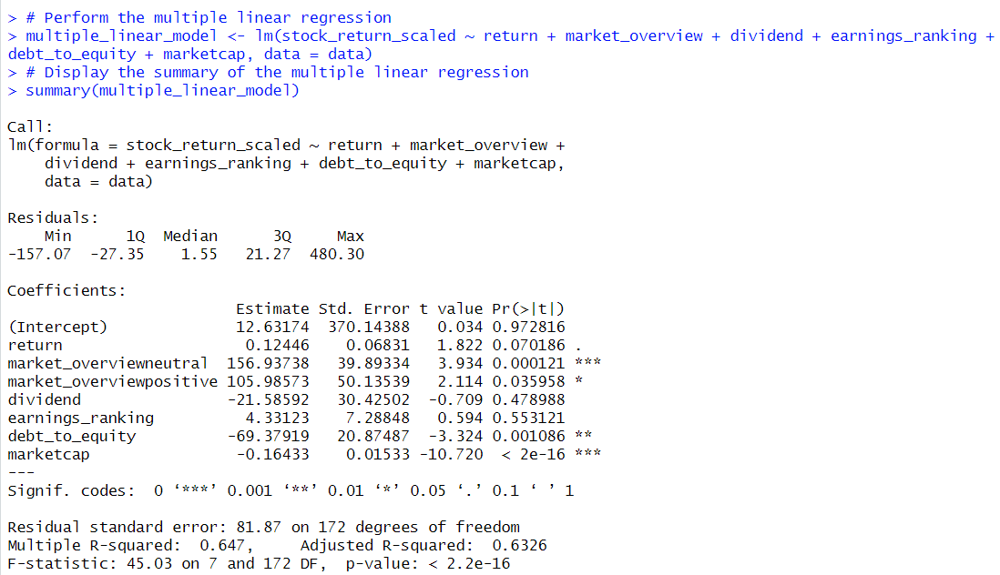 > # Perform the multiple linear regression
> multiple_linear_model <- lm(stock_return_scaled ~ return + market_overview + dividend + earnings_ranking +
debt_to_equity + marketcap, data = data)
> # Display the summary of the multiple linear regression
> summary(multiple_linear_model)

Call:
lm(formula = stock_return_scaled ~ return + market_overview +
    dividend + earnings_ranking + debt_to_equity + marketcap,
    data = data)

Residuals:
    Min      1Q  Median      3Q     Max
-157.07  -27.35    1.55   21.27  480.30

Coefficients:
                         Estimate Std. Error t value Pr(>|t|)
(Intercept)              12.63174  370.14388   0.034 0.972816
return                    0.12446    0.06831   1.822 0.070186 .
market_overviewneutral  156.93738   39.89334   3.934 0.000121 ***
market_overviewpositive 105.98573   50.13539   2.114 0.035958 *
dividend                -21.58592   30.42502  -0.709 0.478988
earnings_ranking          4.33123    7.28848   0.594 0.553121
debt_to_equity          -69.37919   20.87487  -3.324 0.001086 **
marketcap                -0.16433    0.01533 -10.720  < 2e-16 ***
---
Signif. codes:  0 ‘***’ 0.001 ‘**’ 0.01 ‘*’ 0.05 ‘.’ 0.1 ‘ ’ 1

Residual standard error: 81.87 on 172 degrees of freedom
Multiple R-squared:  0.647,     Adjusted R-squared:  0.6326
F-statistic: 45.03 on 7 and 172 DF,  p-value: < 2.2e-16